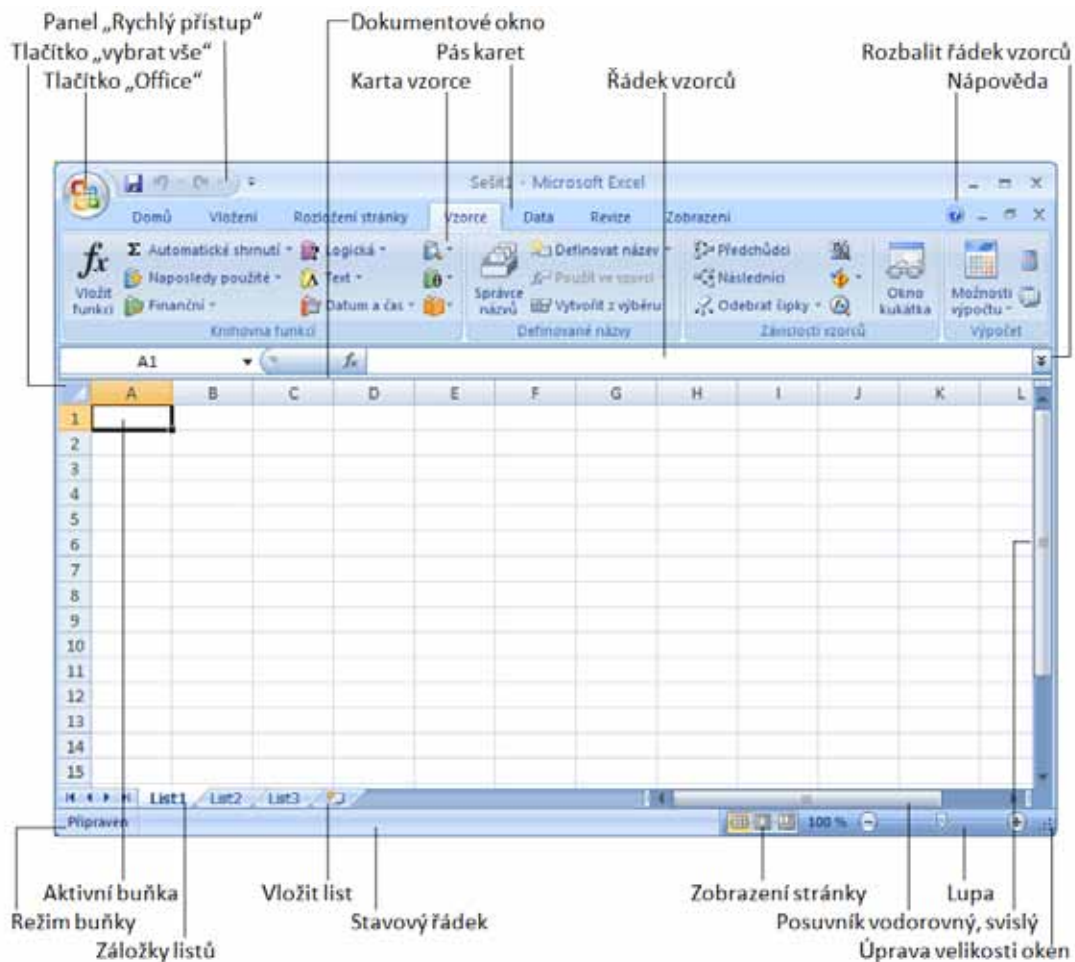 Panel „Rychlý přístup“ Dokumentové okno
Tlačítko „vybrat vše“ Pás karet Rozbalit řádek vzorců
Tlačítko „Office“ Karta vzorce Řádek vzorců Nápověda
Sešit1 - Microsoft Excel
Domů Vložení Rozložení stránky Vzorce Data Revize Zobrazení
fx Σ Automatické shrnutí Logická Definovat název Předchůdci
Naposledy použité Text Použít ve vzorci Následníci
Vložit funkci Finanční Datum a čas Správce názvů Vytvořit z výběru Odebrat šipky Okno kukátka Možnosti výpočtu
Knihovna funkcí Definované názvy Závislosti vzorců Výpočet
A1 fx
A B C D E F G H I J K L
1
2
3
4
5
6
7
8
9
10
11
12
13
14
15
List1 List2 List3
Připraven 100 %
Aktivní buňka Vložit list Zobrazení stránky Lupa
Režim buňky Stavový řádek Posuvník vodorovný, svislý
Záložky listů Úprava velikosti oken